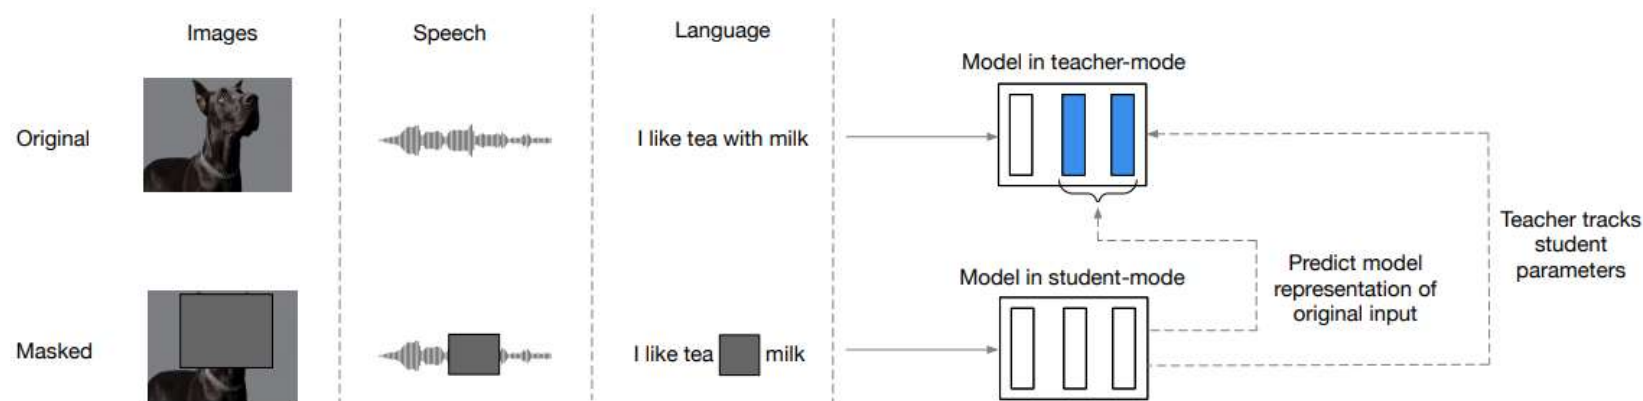 Images
Speech
Language
Model in teacher-mode
Original
I like tea with milk
Teacher tracks
student
parameters
Predict model
representation of
original input
Model in student-mode
Masked
I like tea milk